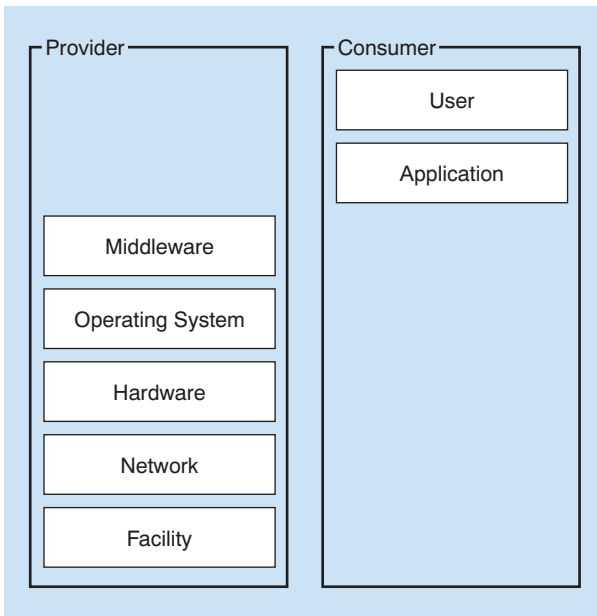 Provider
Middleware
Operating System
Hardware
Network
Facility
Consumer
User
Application